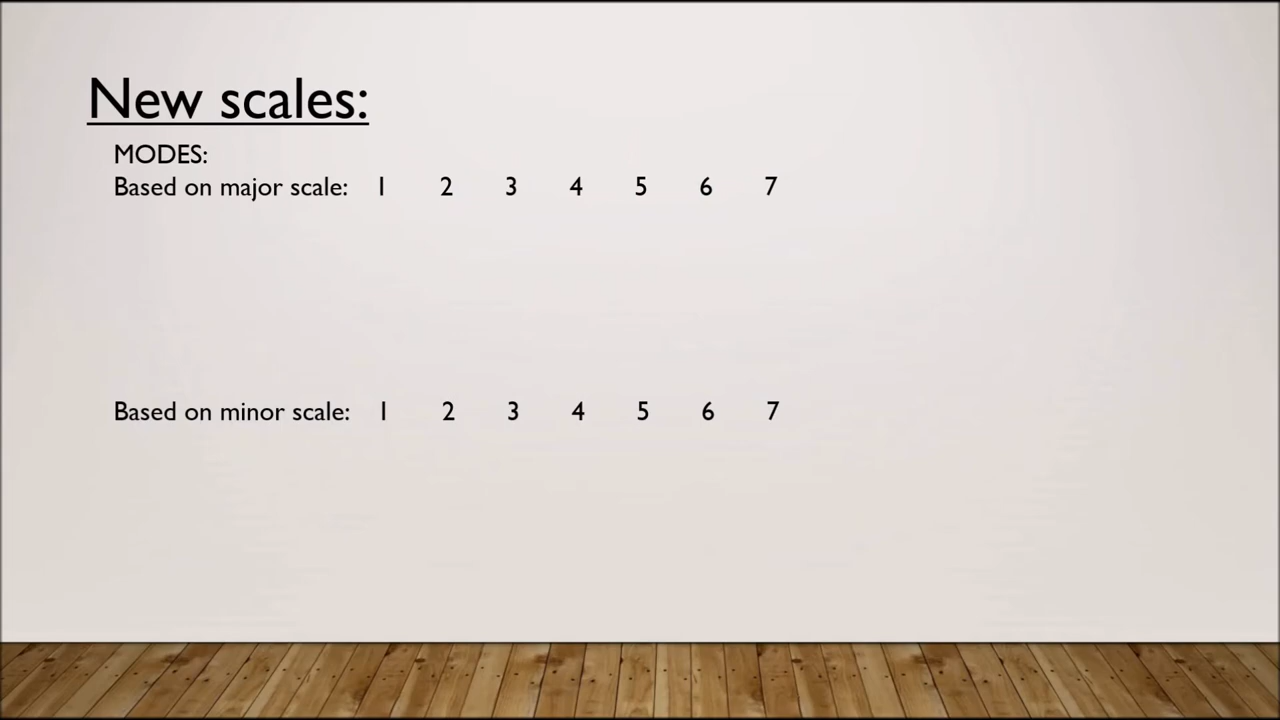 New scales:
MODES:
Based on major scale: 1 2 3 4 5 6 7
Based on minor scale: 1 2 3 4 5 6 7